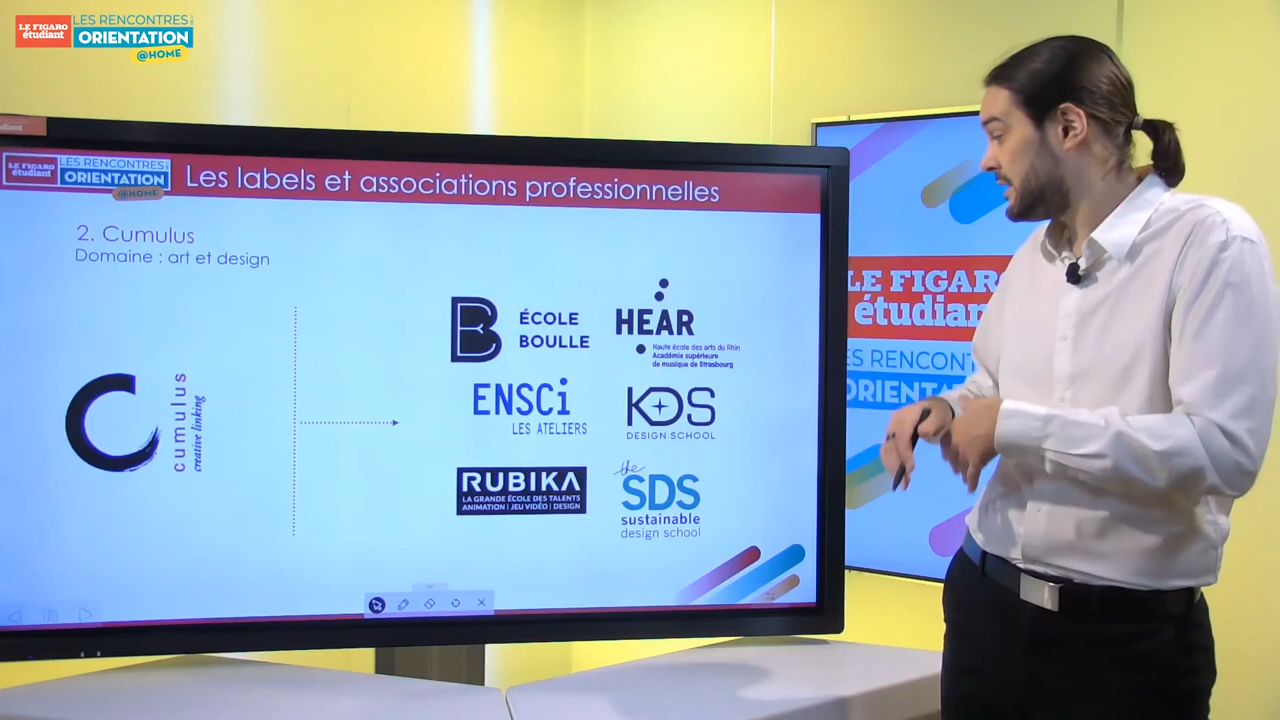 LE FIGARO
étudiant
LES RENCONTRES
ORIENTATION
@HOME
LE FIGARO
étudiant
LES RENCONTRES
ORIENTATION
@HOME
Les labels et associations professionnelles
2. Cumulus
Domaine : art et design
cumulus
creative linking
B ÉCOLE
BOULLE
HEAR
Haute école des arts du Rhin
Académie supérieure
de musique de Strasbourg
ENSCi
LES ATELIERS
KDS
DESIGN SCHOOL
RUBIKA
LA GRANDE ÉCOLE DES TALENTS
ANIMATION | JEU VIDÉO | DESIGN
the
SDS
sustainable
design school
LE FIGAR
étudian
ES RENCONT
ORIENTA